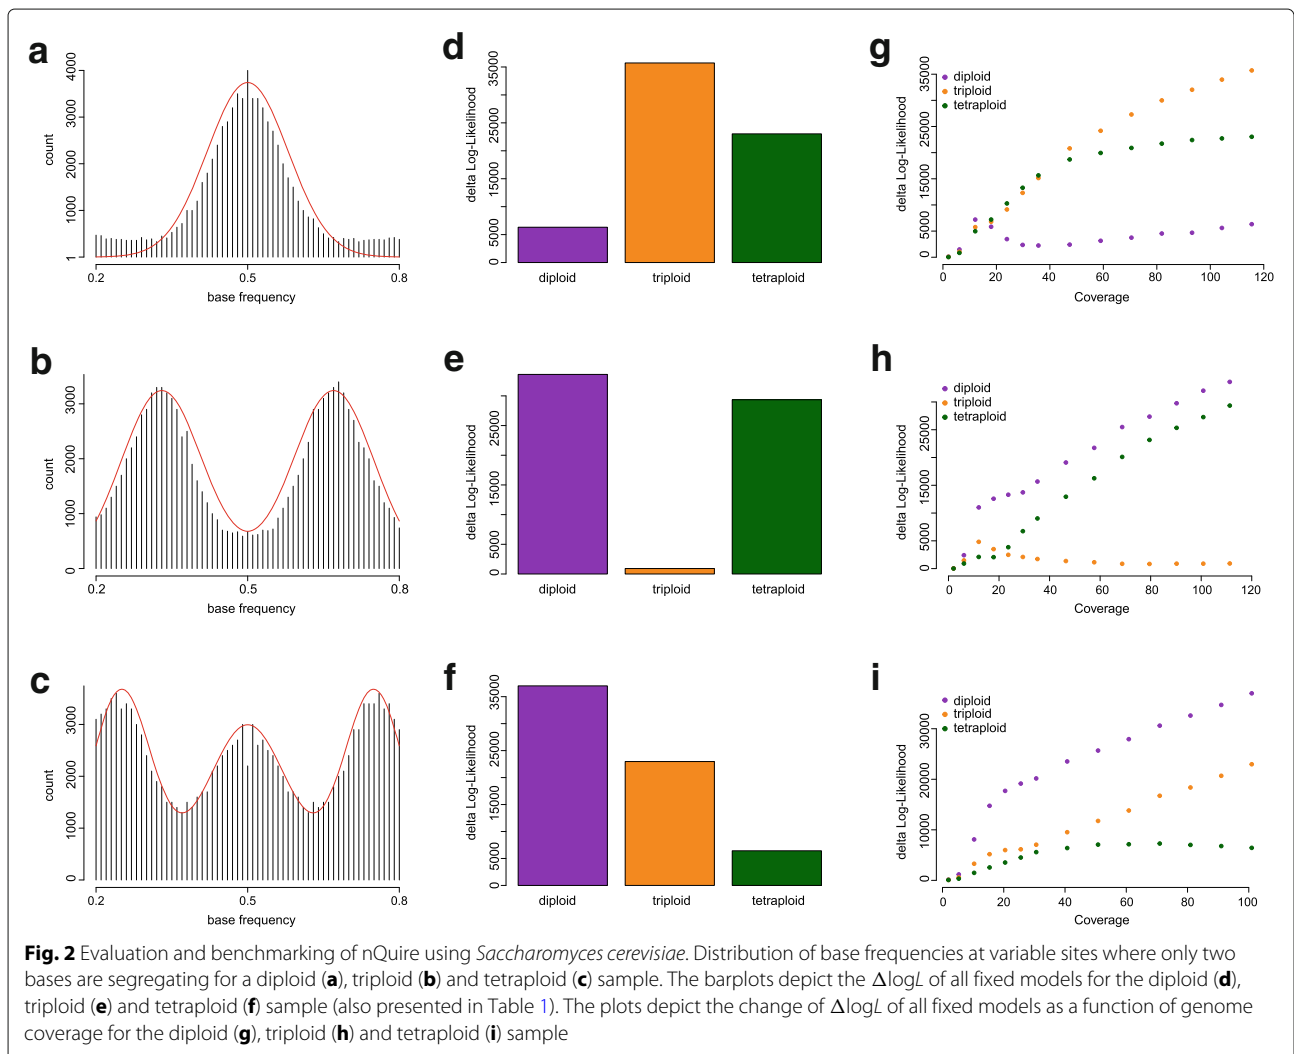 a
4000
3000
2000
1000
1
count
0.2
0.5
0.8
base frequency
d
35000
25000
15000
5000
0
delta Log-Likelihood
diploid
triploid
tetraploid
g
diploid
triploid
tetraploid
35000
25000
15000
5000
0
delta Log-Likelihood
0
20
40
60
80
100
120
Coverage
b
3000
2000
1000
0
count
0.2
0.5
0.8
base frequency
e
25000
15000
5000
0
delta Log-Likelihood
diploid
triploid
tetraploid
h
diploid
triploid
tetraploid
25000
15000
5000
0
delta Log-Likelihood
0
20
40
60
80
100
120
Coverage
c
3000
2000
1000
0
count
0.2
0.5
0.8
base frequency
f
35000
25000
15000
5000
0
delta Log-Likelihood
diploid
triploid
tetraploid
i
diploid
triploid
tetraploid
30000
20000
10000
0
delta Log-Likelihood
0
20
40
60
80
100
Coverage
Fig. 2 Evaluation and benchmarking of nQuire using Saccharomyces cerevisiae. Distribution of base frequencies at variable sites where only two
bases are segregating for a diploid (a), triploid (b) and tetraploid (c) sample. The barplots depict the ΔlogL of all fixed models for the diploid (d),
triploid (e) and tetraploid (f) sample (also presented in Table 1). The plots depict the change of ΔlogL of all fixed models as a function of genome
coverage for the diploid (g), triploid (h) and tetraploid (i) sample